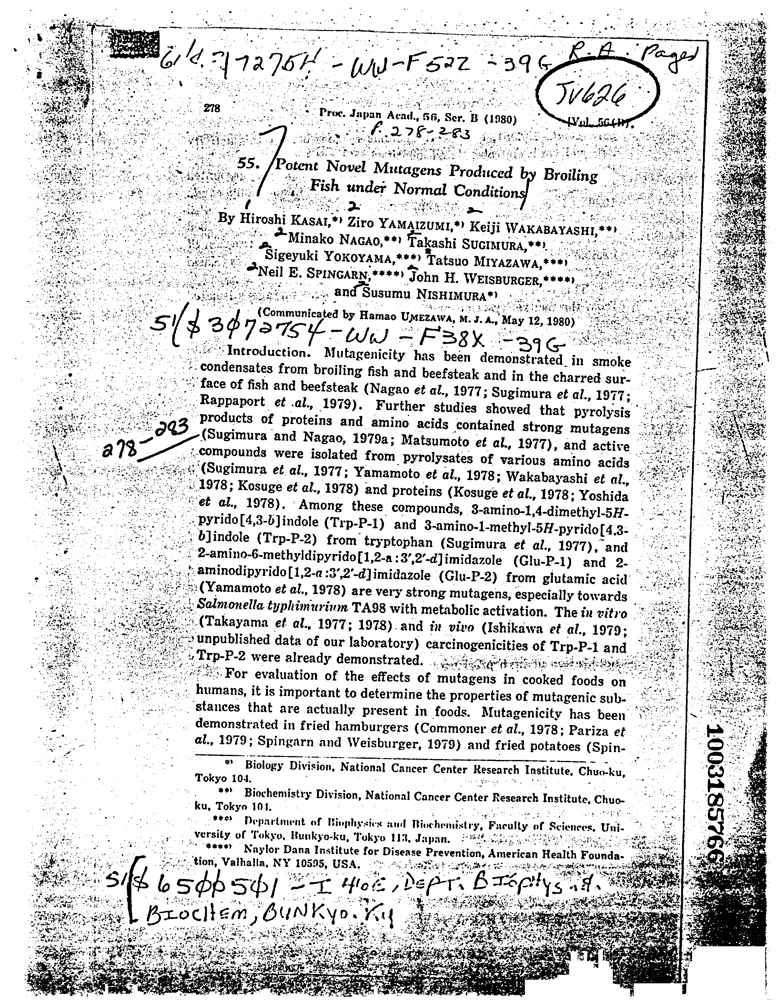 R.A. Pages
JV626
278
Proc. Japan Acad., 56, Ser. B (1980)
[Vol. 56(B),
P. 278-283
55. Potent Novel Mutagens Produced by Broiling
Fish under Normal Conditions
By Hiroshi KASAI,*) Ziro YAMAIZUMI,*) Keiji WAKABAYASHI,**)
Minako NAGAO,**) Takashi SUGIMURA,**)
Sigeyuki YOKOYAMA,***) Tatsuo MIYAZAWA,***)
Neil E. SPINGARN,****) John H. WEISBURGER,****)
and Susumu NISHIMURA*)
(Communicated by Hamao UMEZAWA, M. J. A., May 12, 1980)
51/$ 3072754-WW-F38X-39G
Introduction. Mutagenicity has been demonstrated in smoke
condensates from broiling fish and beefsteak and in the charred sur-
face of fish and beefsteak (Nagao et al., 1977; Sugimura et al., 1977;
Rappaport et al., 1979). Further studies showed that pyrolysis
products of proteins and amino acids contained strong mutagens
278-283
(Sugimura and Nagao, 1979a; Matsumoto et al., 1977), and active
compounds were isolated from pyrolysates of various amino acids
(Sugimura et al., 1977; Yamamoto et al., 1978; Wakabayashi et al.,
1978; Kosuge et al., 1978) and proteins (Kosuge et al., 1978; Yoshida
et al., 1978). Among these compounds, 3-amino-1,4-dimethyl-5H-
pyrido[4,3-b]indole (Trp-P-1) and 3-amino-1-methyl-5H-pyrido[4,3-
b]indole (Trp-P-2) from tryptophan (Sugimura et al., 1977), and
2-amino-6-methyldipyrido[1,2-a:3',2'-d]imidazole (Glu-P-1) and 2-
aminodipyrido[1,2-a:3',2'-d]imidazole (Glu-P-2) from glutamic acid
(Yamamoto et al., 1978) are very strong mutagens, especially towards
Salmonella typhimurium TA98 with metabolic activation. The in vitro
(Takayama et al., 1977; 1978) and in vivo (Ishikawa et al., 1979;
unpublished data of our laboratory) carcinogenicities of Trp-P-1 and
Trp-P-2 were already demonstrated.
For evaluation of the effects of mutagens in cooked foods on
humans, it is important to determine the properties of mutagenic sub-
stances that are actually present in foods. Mutagenicity has been
demonstrated in fried hamburgers (Commoner et al., 1978; Pariza et
al., 1979; Spingarn and Weisburger, 1979) and fried potatoes (Spin-
*) Biology Division, National Cancer Center Research Institute, Chuo-ku,
Tokyo 104.
**) Biochemistry Division, National Cancer Center Research Institute, Chuo-
ku, Tokyo 104.
***) Department of Biophysics and Biochemistry, Faculty of Sciences, Uni-
versity of Tokyo, Bunkyo-ku, Tokyo 113, Japan.
****) Naylor Dana Institute for Disease Prevention, American Health Founda-
tion, Valhalla, NY 10595, USA.
51/$ 6500501-I 40E, DEPT. BIOPHYS. &.
BIOCHEM, BUNKYO-KU
1003185766